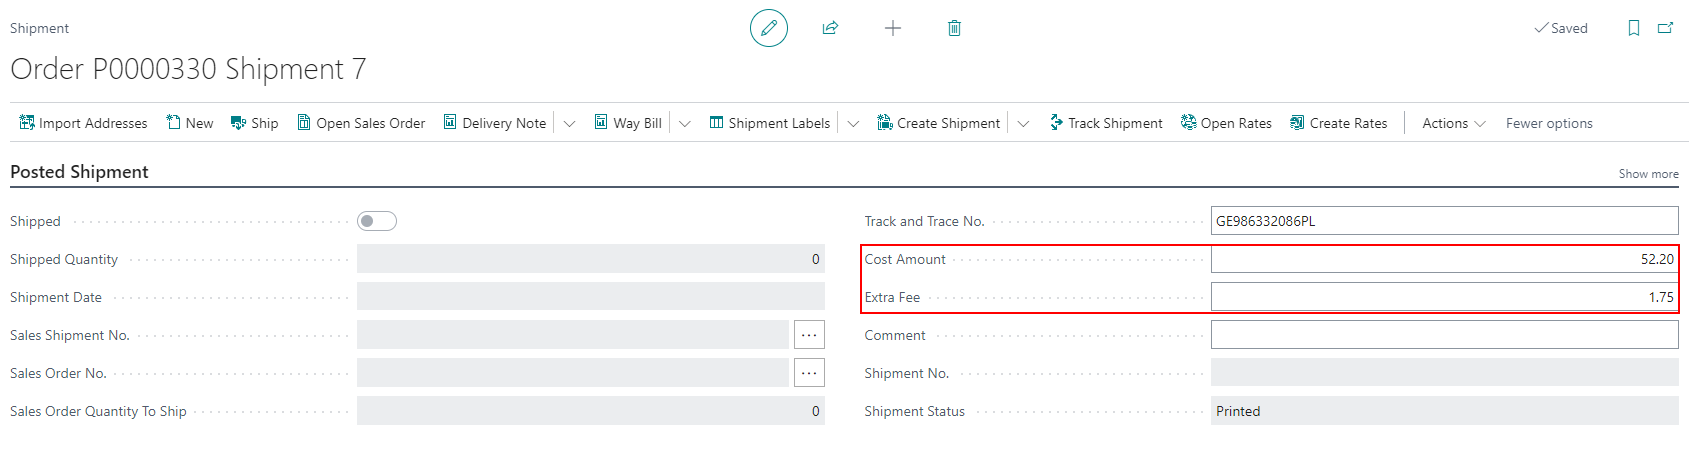 Shipment
Saved
Order P0000330 Shipment 7
Import Addresses New Ship Open Sales Order Delivery Note Way Bill Shipment Labels Create Shipment Track Shipment Open Rates Create Rates Actions Fewer options
Posted Shipment
Show more
Shipped
Shipped Quantity 0
Shipment Date
Sales Shipment No.
Sales Order No.
Sales Order Quantity To Ship 0
Track and Trace No. GE986332086PL
Cost Amount 52.20
Extra Fee 1.75
Comment
Shipment No.
Shipment Status Printed